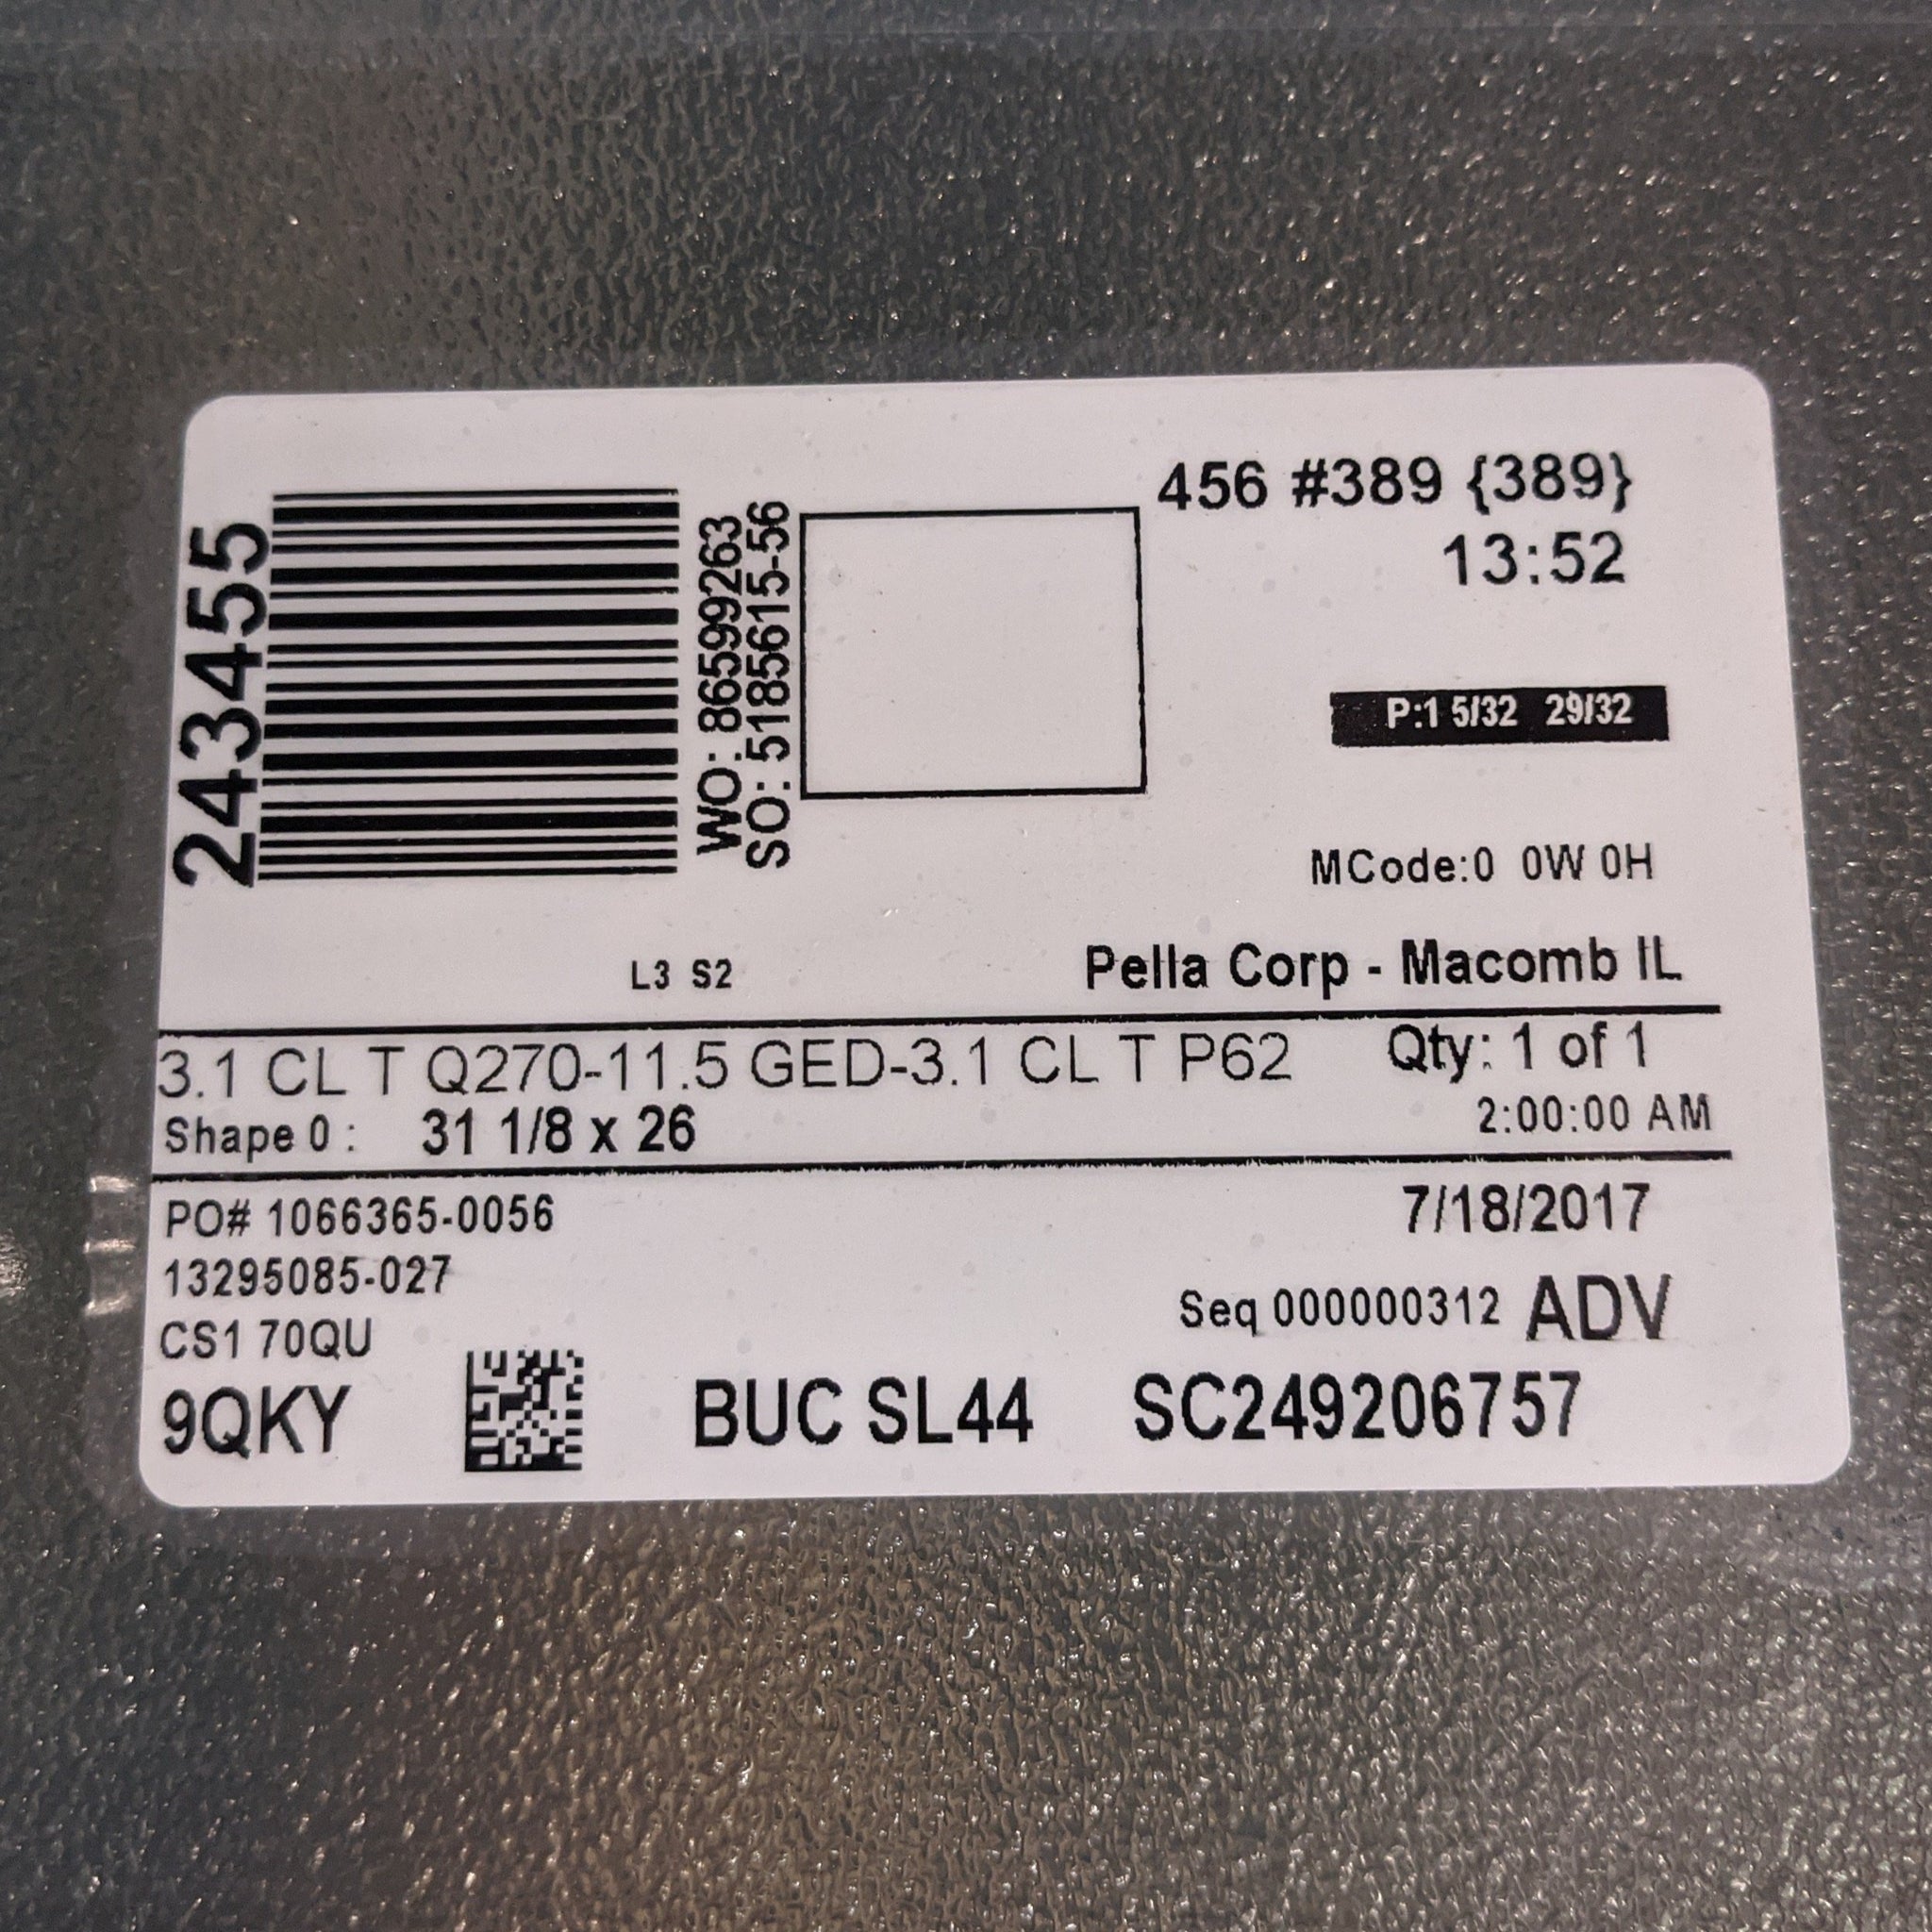 243455
WO: 86599263
SO: 51856115-56
456 #389 {389}
13:52
P:1 5/32 29/32
MCode:0 0W 0H
L3 S2
Pella Corp - Macomb IL
3.1 CL T Q270-11.5 GED-3.1 CL T P62
Qty: 1 of 1
Shape 0 : 31 1/8 x 26
2:00:00 AM
PO# 1066365-0056
7/18/2017
13295085-027
Seq 000000312 ADV
CS1 70QU
9QKY
BUC SL44
SC249206757